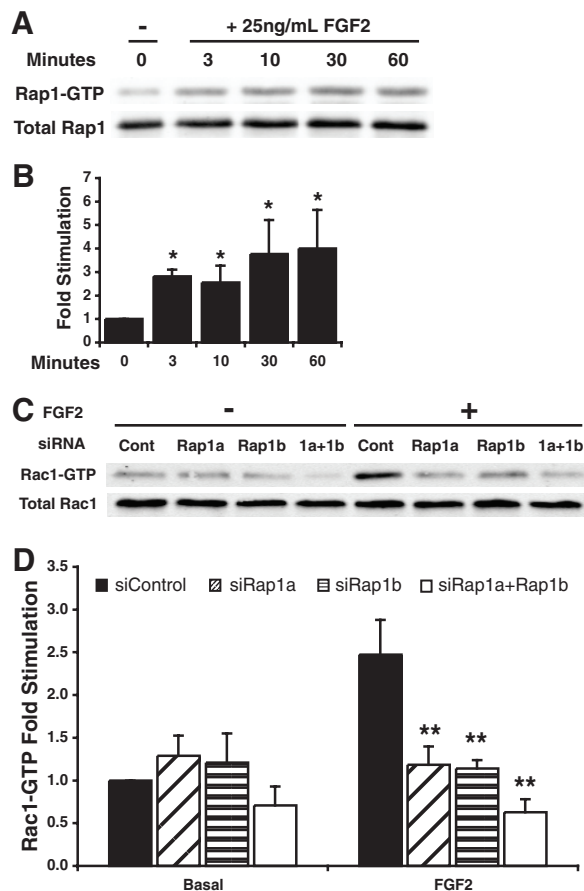 A
- + 25ng/mL FGF2
Minutes 0 3 10 30 60
Rap1-GTP
Total Rap1
B
Fold Stimulation
7
6
5
4
3
2
1
0
* * * *
Minutes 0 3 10 30 60
C
FGF2 - +
siRNA Cont Rap1a Rap1b 1a+1b Cont Rap1a Rap1b 1a+1b
Rac1-GTP
Total Rac1
D
Rac1-GTP Fold Stimulation
3.5
3.0
2.5
2.0
1.5
1.0
0.5
0.0
siControl siRap1a siRap1b siRap1a+Rap1b
** ** **
Basal FGF2